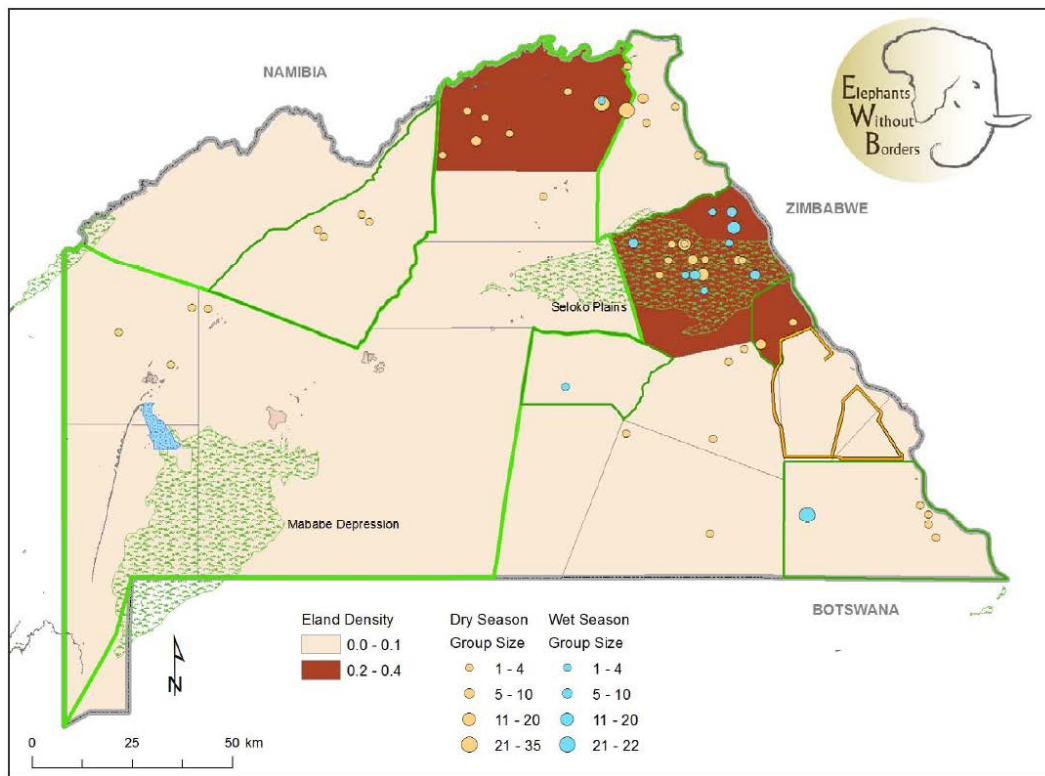 NAMIBIA
Elephants
Without
Borders
ZIMBABWE
Seloko Plains
Mababe Depression
BOTSWANA
Eland Density
0.0 - 0.1
0.2 - 0.4
Dry Season
Group Size
1 - 4
5 - 10
11 - 20
21 - 35
Wet Season
Group Size
1 - 4
5 - 10
11 - 20
21 - 22
N
0 25 50 km